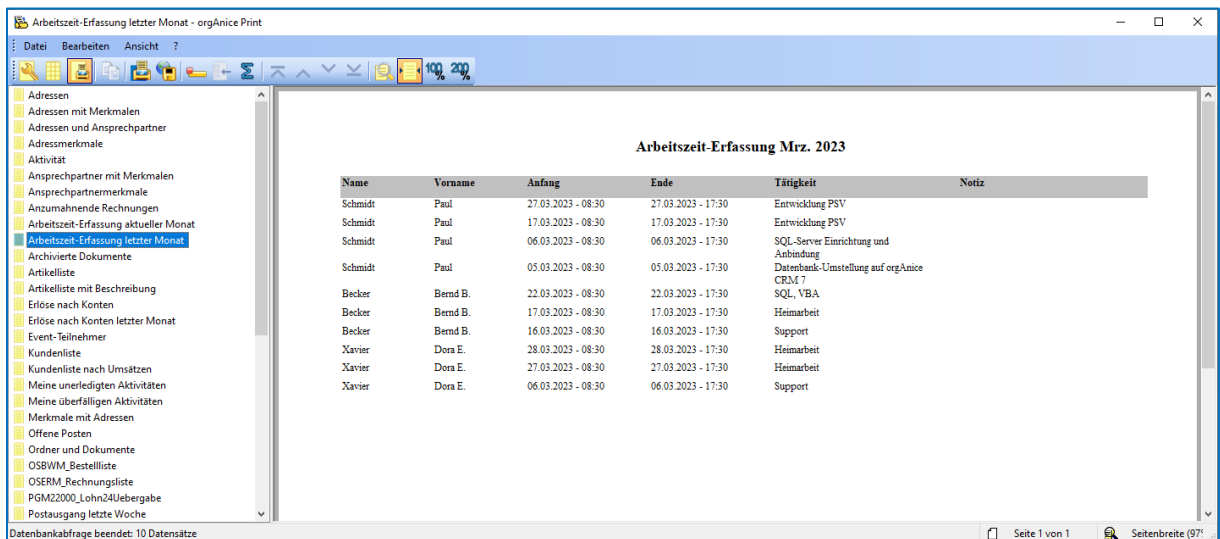 Arbeitszeit-Erfassung letzter Monat - orgAnice Print
Datei Bearbeiten Ansicht ?
100% 200%
Adressen
Adressen mit Merkmalen
Adressen und Ansprechpartner
Adressmerkmale
Aktivität
Ansprechpartner mit Merkmalen
Ansprechpartnermerkmale
Anzumahnende Rechnungen
Arbeitszeit-Erfassung aktueller Monat
Arbeitszeit-Erfassung letzter Monat
Archivierte Dokumente
Artikelliste
Artikelliste mit Beschreibung
Erlöse nach Konten
Erlöse nach Konten letzter Monat
Event-Teilnehmer
Kundenliste
Kundenliste nach Umsätzen
Meine unerledigten Aktivitäten
Meine überfälligen Aktivitäten
Merkmale mit Adressen
Offene Posten
Ordner und Dokumente
OSBWM_Bestellliste
OSERM_Rechnungsliste
PGM22000_Lohn24Uebergabe
Postausgang letzte Woche
Arbeitszeit-Erfassung Mrz. 2023
Name Vorname Anfang Ende Tätigkeit Notiz
Schmidt Paul 27.03.2023 - 08:30 27.03.2023 - 17:30 Entwicklung PSV
Schmidt Paul 17.03.2023 - 08:30 17.03.2023 - 17:30 Entwicklung PSV
Schmidt Paul 06.03.2023 - 08:30 06.03.2023 - 17:30 SQL-Server Einrichtung und
Anbindung
Schmidt Paul 05.03.2023 - 08:30 05.03.2023 - 17:30 Datenbank-Umstellung auf orgAnice
CRM 7
Becker Bernd B. 22.03.2023 - 08:30 22.03.2023 - 17:30 SQL, VBA
Becker Bernd B. 17.03.2023 - 08:30 17.03.2023 - 17:30 Heimarbeit
Becker Bernd B. 16.03.2023 - 08:30 16.03.2023 - 17:30 Support
Xavier Dora E. 28.03.2023 - 08:30 28.03.2023 - 17:30 Heimarbeit
Xavier Dora E. 27.03.2023 - 08:30 27.03.2023 - 17:30 Heimarbeit
Xavier Dora E. 06.03.2023 - 08:30 06.03.2023 - 17:30 Support
Datenbankabfrage beendet: 10 Datensätze Seite 1 von 1 Seitenbreite (97%